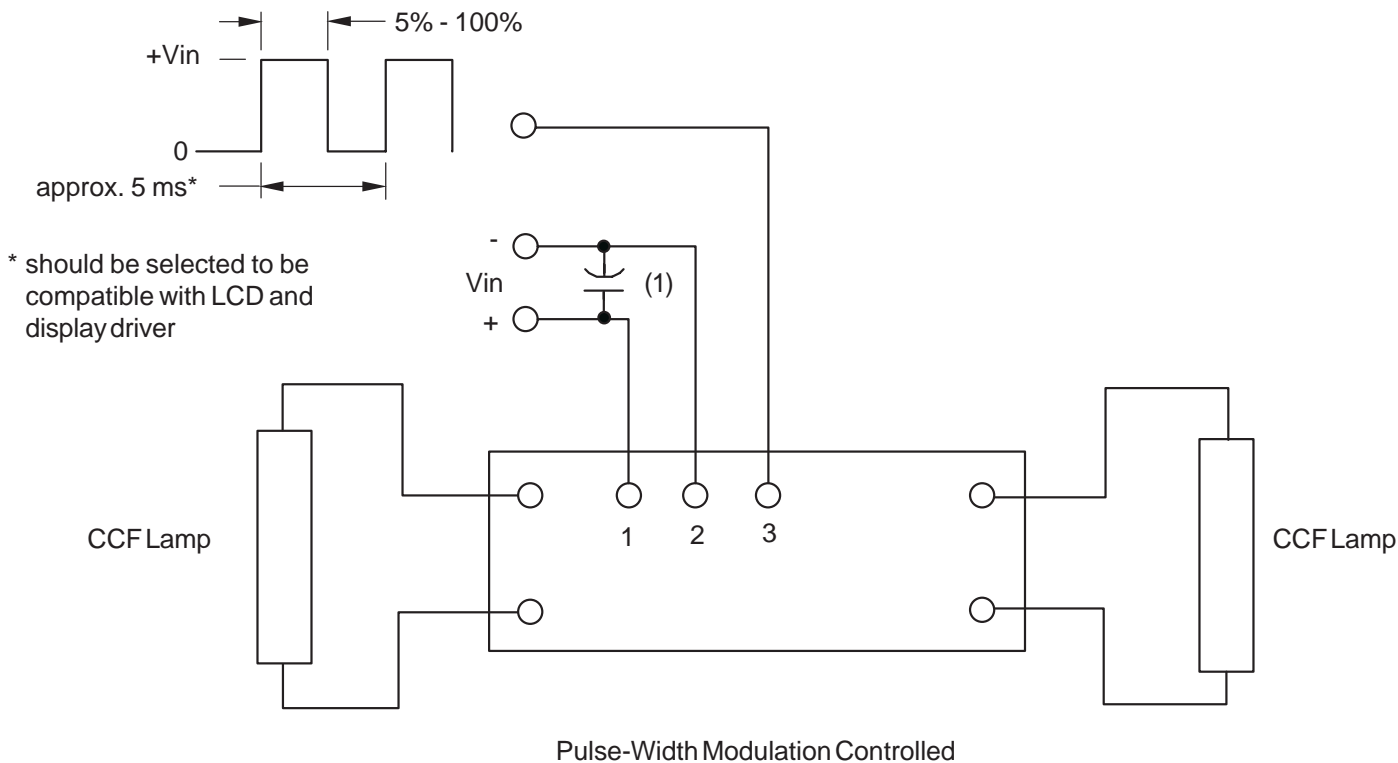 5% - 100%
+Vin
0
approx. 5 ms*
* should be selected to be
compatible with LCD and
display driver
-
Vin
(1)
+
CCF Lamp
1 2 3
CCF Lamp
Pulse-Width Modulation Controlled